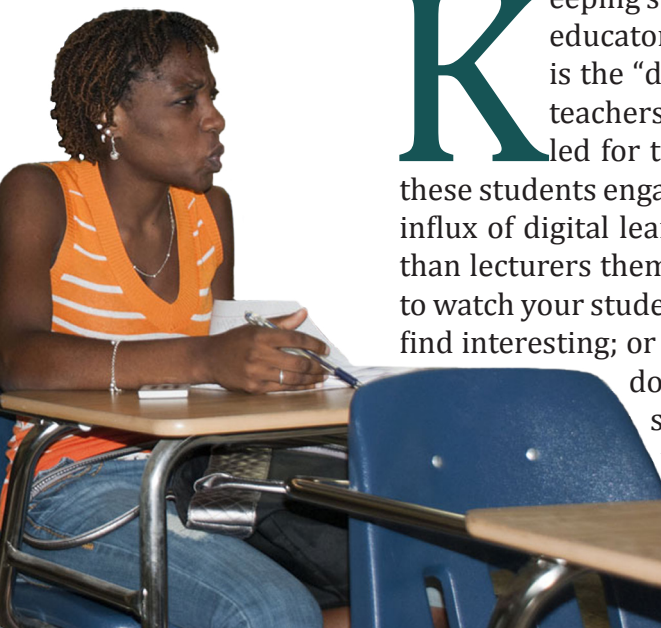 Keeping s
educator
is the “d
teachers
led for t
these students enga
influx of digital lea
than lecturers them
to watch your stude
find interesting; or
do
s